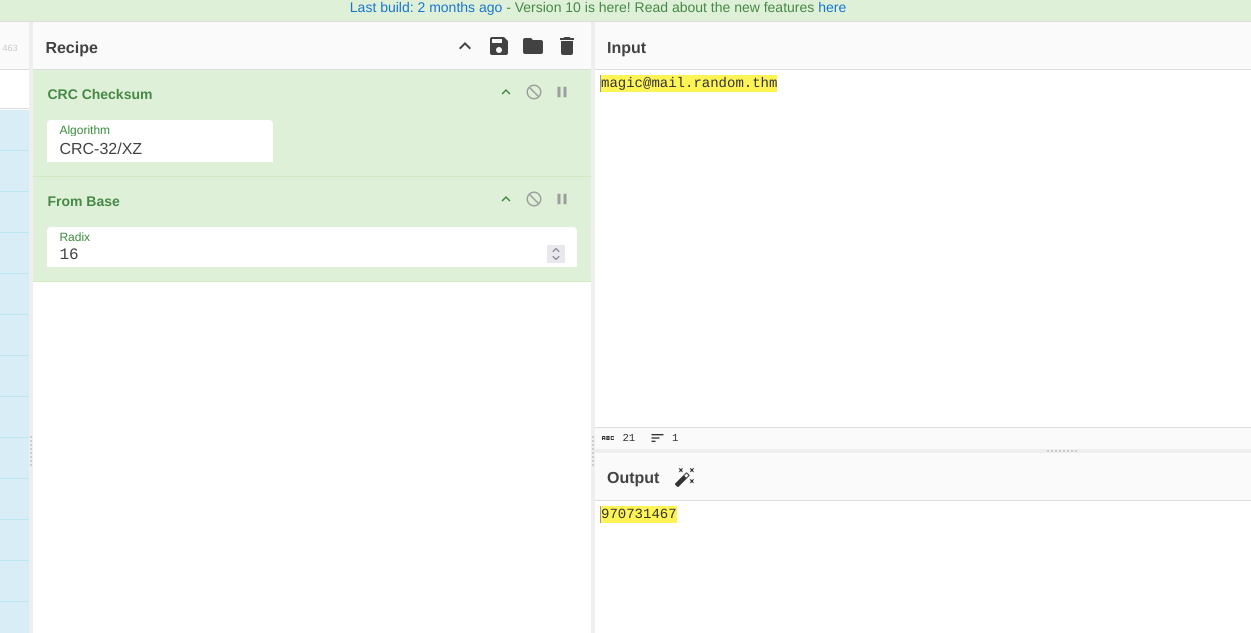 Last build: 2 months ago - Version 10 is here! Read about the new features here
463
Recipe
CRC Checksum
Algorithm
CRC-32/XZ
From Base
Radix
16
Input
magic@mail.random.thm
ABC 21 1
Output
970731467